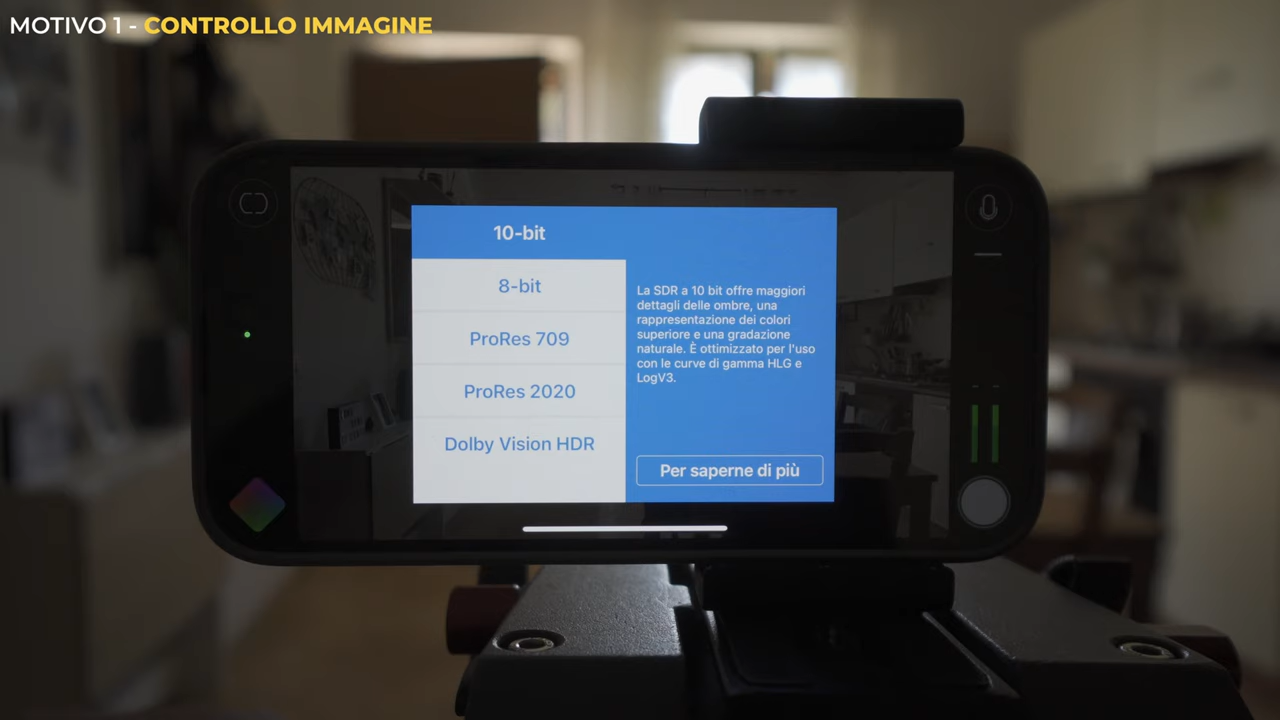 MOTIVO 1 - CONTROLLO IMMAGINE
10-bit
8-bit
ProRes 709
ProRes 2020
Dolby Vision HDR
La SDR a 10 bit offre maggiori
dettagli delle ombre, una
rappresentazione dei colori
superiore e una gradazione
naturale. È ottimizzato per l'uso
con le curve di gamma HLG e
LogV3.
Per saperne di più